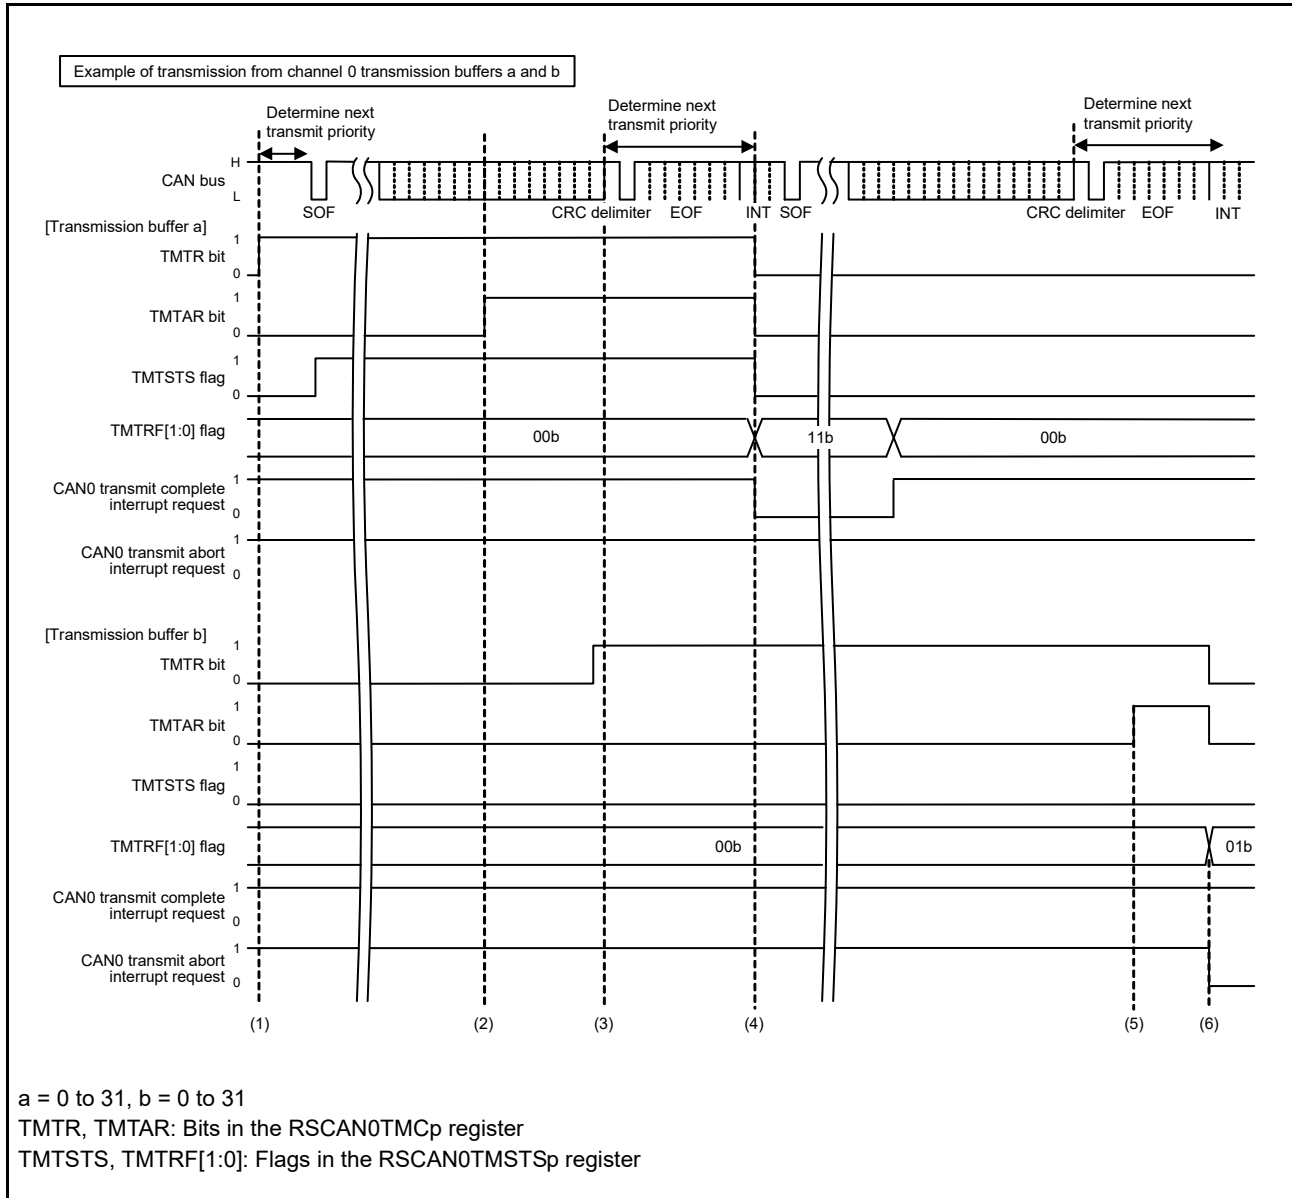 Example of transmission from channel 0 transmission buffers a and b
Determine next
transmit priority
Determine next
transmit priority
Determine next
transmit priority
H
CAN bus
L
SOF
CRC delimiter
EOF
INT
SOF
CRC delimiter
EOF
INT
[Transmission buffer a]
1
TMTR bit
0
1
TMTAR bit
0
1
TMTSTS flag
0
TMTRF[1:0] flag
00b
11b
00b
CAN0 transmit complete
interrupt request
1
0
CAN0 transmit abort
interrupt request
1
0
[Transmission buffer b]
1
TMTR bit
0
1
TMTAR bit
0
1
TMTSTS flag
0
TMTRF[1:0] flag
00b
01b
CAN0 transmit complete
interrupt request
1
0
CAN0 transmit abort
interrupt request
1
0
(1)
(2)
(3)
(4)
(5)
(6)
a = 0 to 31, b = 0 to 31
TMTR, TMTAR: Bits in the RSCAN0TMCp register
TMTSTS, TMTRF[1:0]: Flags in the RSCAN0TMSTSp register